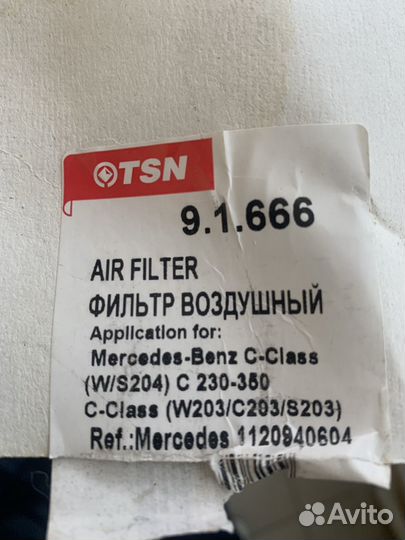 TSN
9.1.666
AIR FILTER
ФИЛЬТР ВОЗДУШНЫЙ
Application for:
Mercedes-Benz C-Class
(W/S204) C 230-350
C-Class (W203/C203/S203)
Ref.:Mercedes 1120940604
Avito